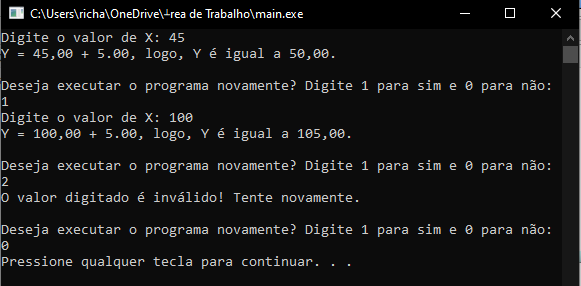 C:\Users\richa\OneDrive\┴rea de Trabalho\main.exe
Digite o valor de X: 45
Y = 45,00 + 5.00, logo, Y é igual a 50,00.
Deseja executar o programa novamente? Digite 1 para sim e 0 para não:
1
Digite o valor de X: 100
Y = 100,00 + 5.00, logo, Y é igual a 105,00.
Deseja executar o programa novamente? Digite 1 para sim e 0 para não:
2
O valor digitado é inválido! Tente novamente.
Deseja executar o programa novamente? Digite 1 para sim e 0 para não:
0
Pressione qualquer tecla para continuar. . .